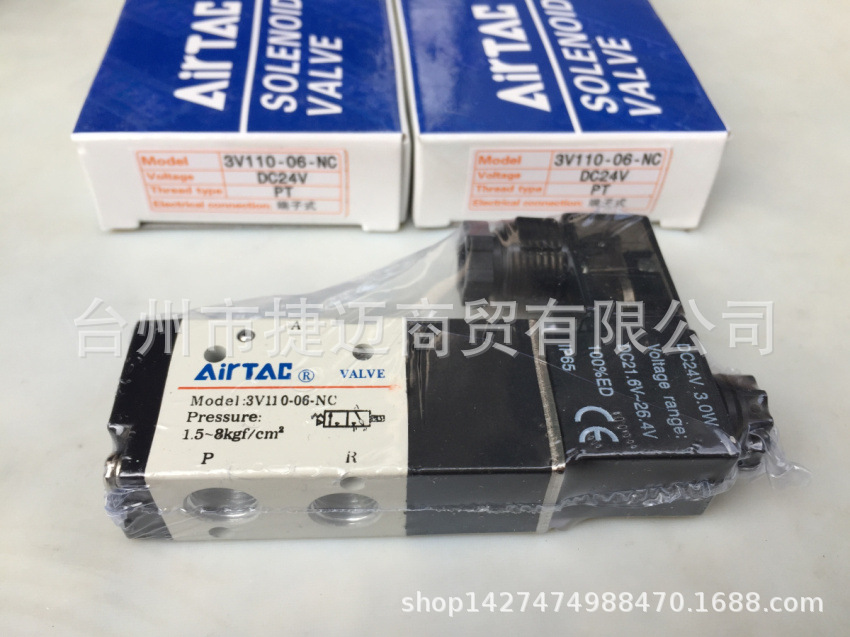 AirTAC
SOLENOID
VALVE
Model 3V110-06-NC
Voltage DC24V
Thread type PT
Electrical connection 端子式
AirTAC
SOLENOID
VALVE
Model 3V110-06-NC
Voltage DC24V
Thread type PT
Electrical connection: 端子式
台州市捷迈商贸有限公司
A
AirTAC ® VALVE
Model:3V110-06-NC
Pressure:
1.5~8kgf/cm²
P R
DC24V 3.0W
Voltage range:
DC21.6V~26.4V
100%ED
IP65
CE
shop1427474988470.1688.com